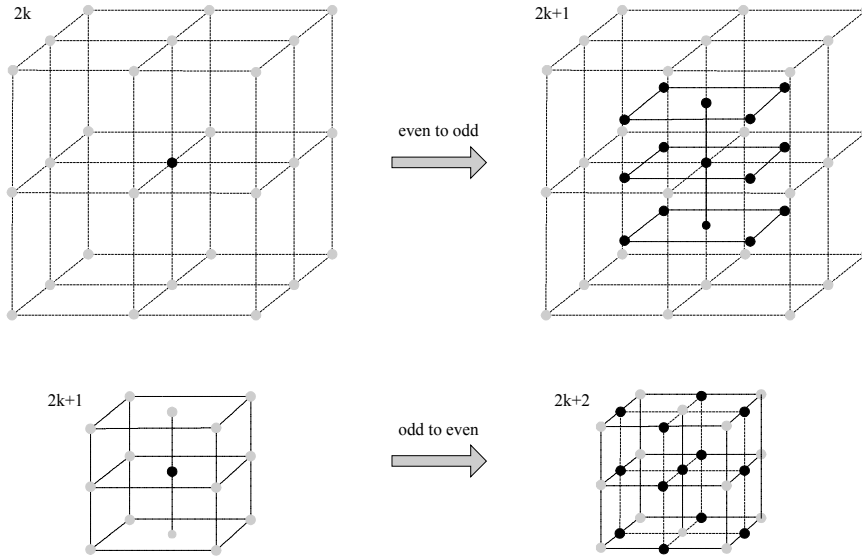 2k
2k+1
even to odd
2k+1
2k+2
odd to even